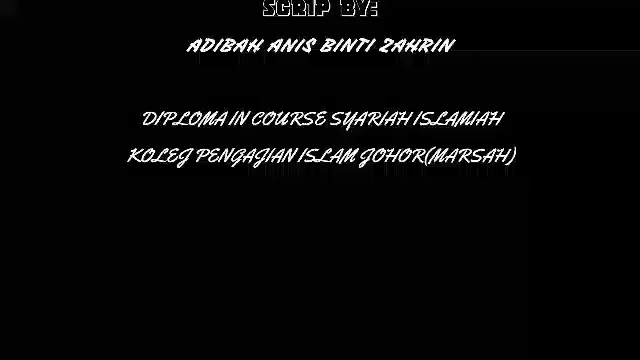 SCRIP BY:
ADIBAH ANIS BINTI ZAHRIN
DIPLOMA IN COURSE SYARIAH ISLAMIAH
KOLEJ PENGAJIAN ISLAM JOHOR(MARSAH)